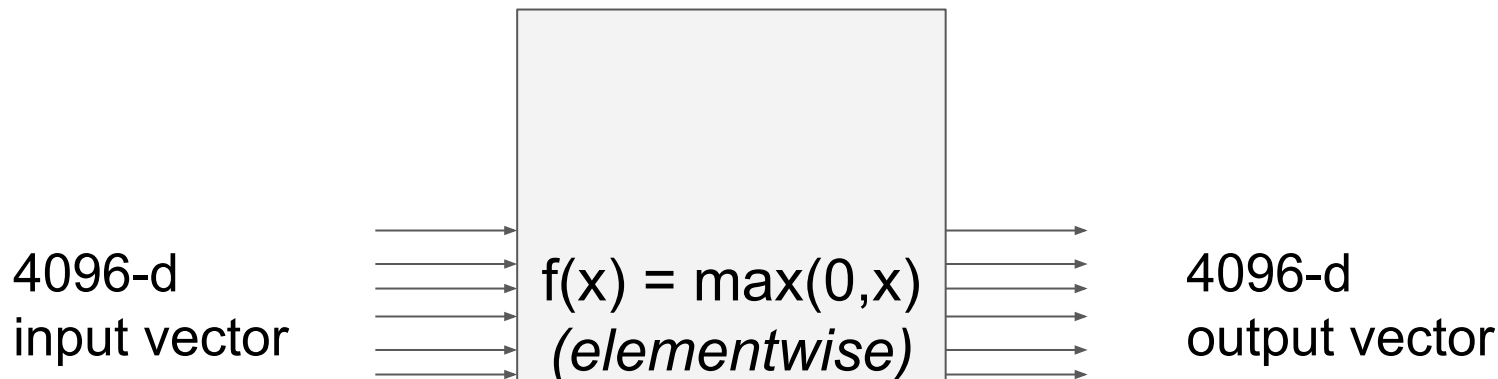 4096-d
input vector
f(x) = max(0,x)
(elementwise)
4096-d
output vector